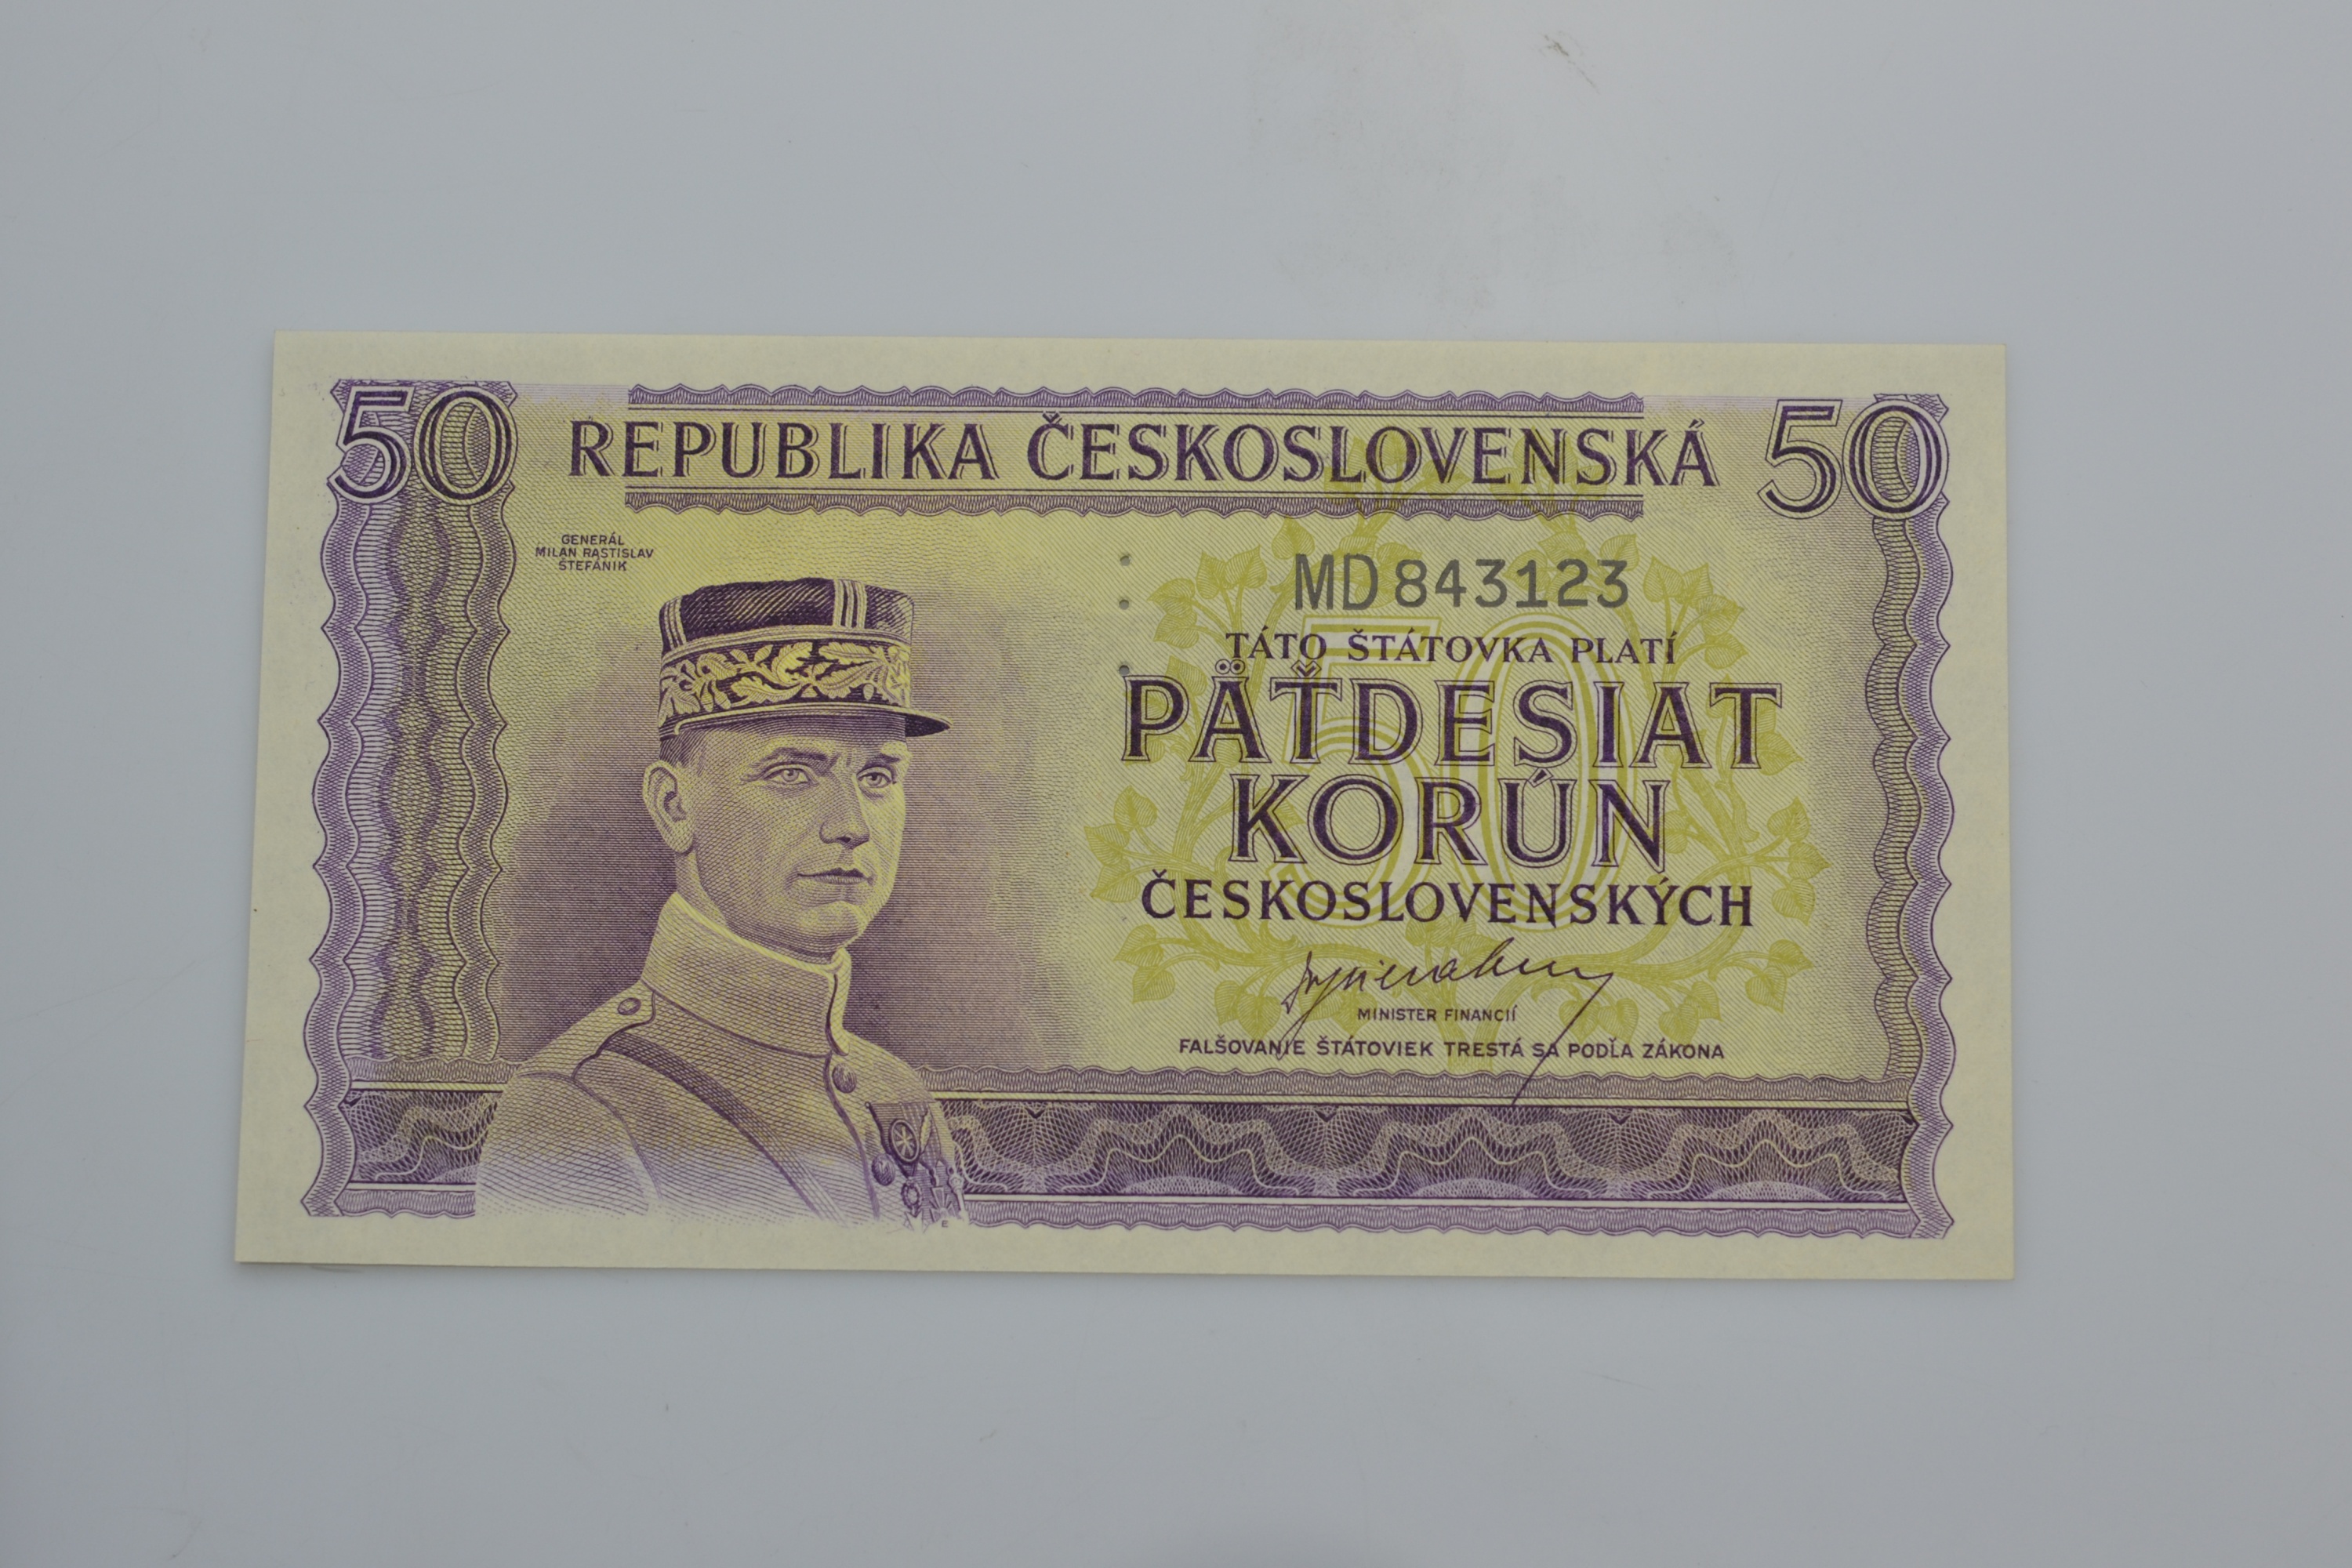 50 REPUBLIKA ČESKOSLOVENSKÁ 50
GENERÁL
MILAN RASTISLAV
ŠTEFÁNIK
MD 843123
TÁTO ŠTÁTOVKA PLATÍ
50
PÄŤDESIAT
KORÚN
ČESKOSLOVENSKÝCH
MINISTER FINANCIÍ
FALŠOVANIE ŠTÁTOVIEK TRESTÁ SA PODĽA ZÁKONA
E